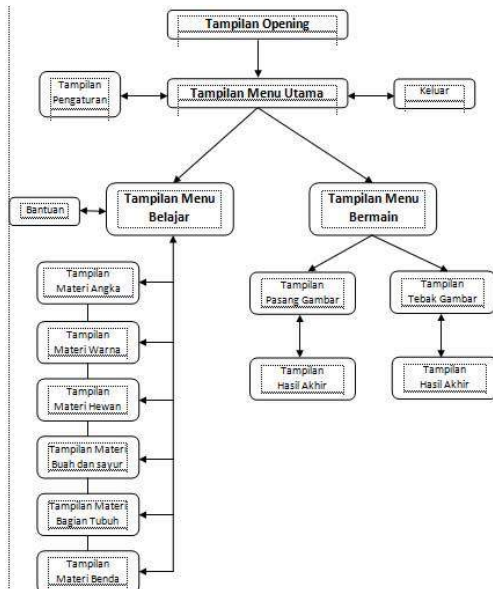 Tampilan Opening
Tampilan
Pengaturan
Tampilan Menu Utama
Keluar
Bantuan
Tampilan Menu
Belajar
Tampilan Menu
Bermain
Tampilan
Materi Angka
Tampilan
Materi Warna
Tampilan
Materi Hewan
Tampilan Materi
Buah dan sayur
Tampilan Materi
Bagian Tubuh
Tampilan
Materi Benda
Tampilan
Pasang Gambar
Tampilan
Hasil Akhir
Tampilan
Tebak Gambar
Tampilan
Hasil Akhir